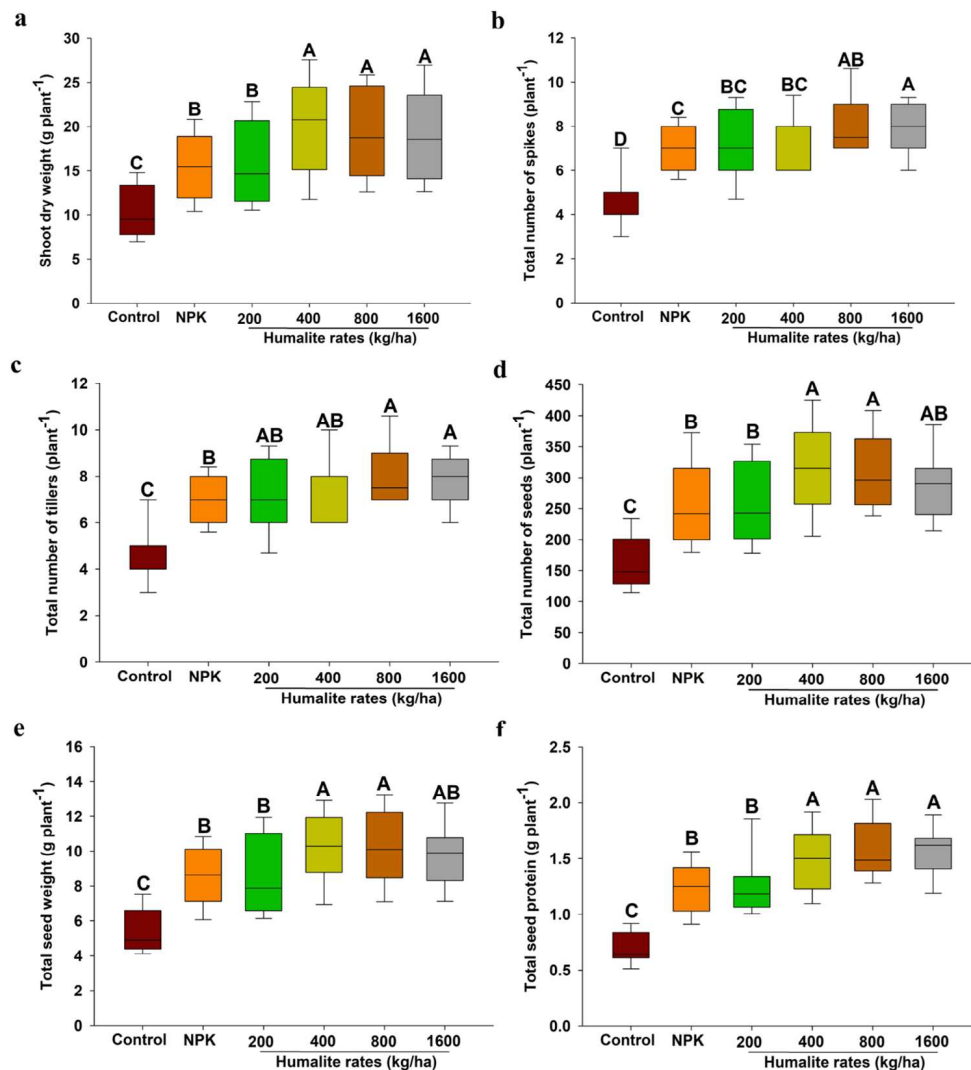 a
Shoot dry weight (g plant⁻¹)
30
25
20
15
10
5
0
C
B
B
A
A
A
Control NPK 200 400 800 1600
Humalite rates (kg/ha)
b
Total number of spikes (plant⁻¹)
12
10
8
6
4
2
0
D
C
BC
BC
AB
A
Control NPK 200 400 800 1600
Humalite rates (kg/ha)
c
Total number of tillers (plant⁻¹)
12
10
8
6
4
2
0
C
B
AB
AB
A
A
Control NPK 200 400 800 1600
Humalite rates (kg/ha)
d
Total number of seeds (plant⁻¹)
450
400
350
300
250
200
150
100
50
0
C
B
B
A
A
AB
Control NPK 200 400 800 1600
Humalite rates (kg/ha)
e
Total seed weight (g plant⁻¹)
16
14
12
10
8
6
4
2
0
C
B
B
A
A
AB
Control NPK 200 400 800 1600
Humalite rates (kg/ha)
f
Total seed protein (g plant⁻¹)
2.5
2.0
1.5
1.0
0.5
0.0
C
B
B
A
A
A
Control NPK 200 400 800 1600
Humalite rates (kg/ha)